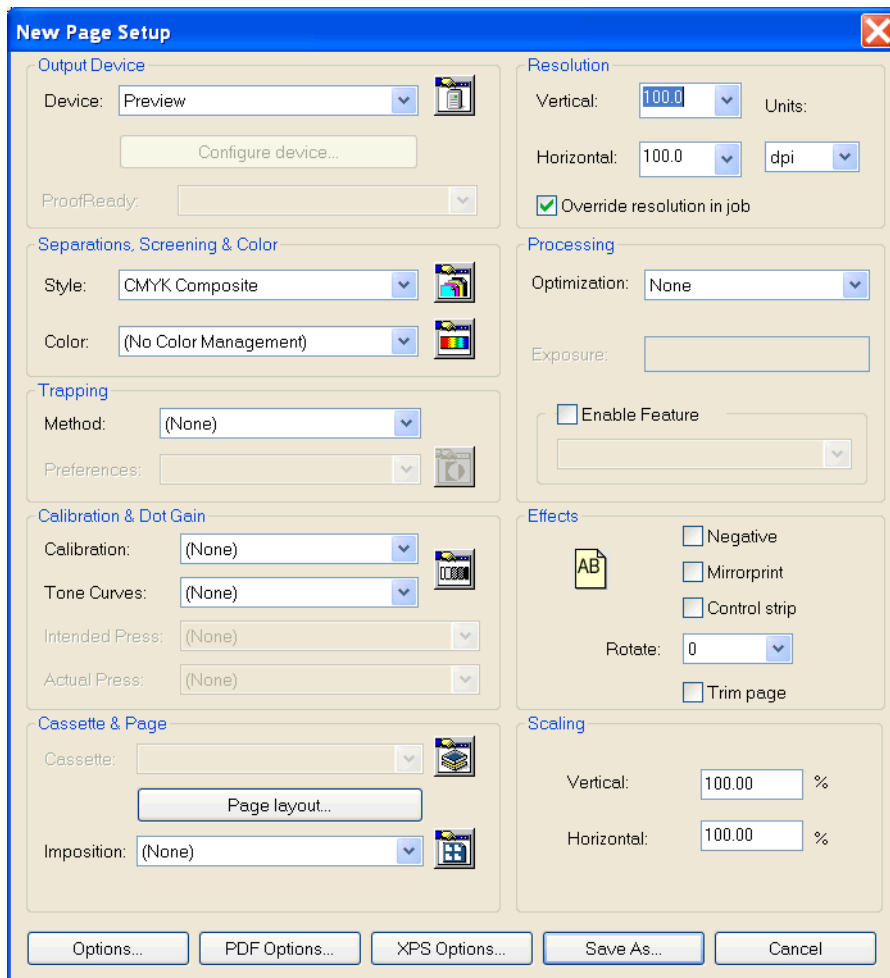 New Page Setup
Output Device
Device: Preview
Configure device...
ProofReady:
Separations, Screening & Color
Style: CMYK Composite
Color: (No Color Management)
Trapping
Method: (None)
Preferences:
Calibration & Dot Gain
Calibration: (None)
Tone Curves: (None)
Intended Press: (None)
Actual Press: (None)
Cassette & Page
Cassette:
Page layout...
Imposition: (None)
Resolution
Vertical: 100.0 Units:
Horizontal: 100.0 dpi
Override resolution in job
Processing
Optimization: None
Exposure:
Enable Feature
Effects
AB
Negative
Mirrorprint
Control strip
Rotate: 0
Trim page
Scaling
Vertical: 100.00 %
Horizontal: 100.00 %
Options... PDF Options... XPS Options... Save As... Cancel